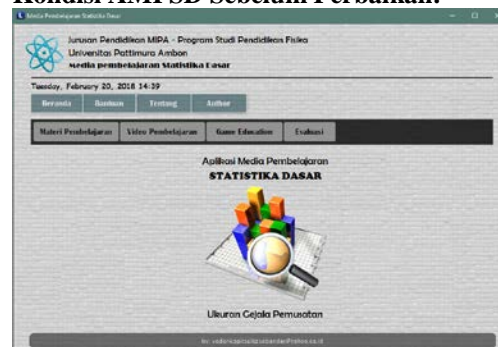 Kondisi AMPSD Sebelum Perbaikan:
Media Pembelajaran Statistika Dasar
Jurusan Pendidikan MIPA - Program Studi Pendidikan Fisika
Universitas Pattimura Ambon
Media pembelajaran Statistika Dasar
Tuesday, February 20, 2018 14:39
Beranda Bantuan Tentang Author
Materi Pembelajaran Video Pembelajaran Game Education Evaluasi
Aplikasi Media Pembelajaran
STATISTIKA DASAR
Ukuran Gejala Pemusatan
by: